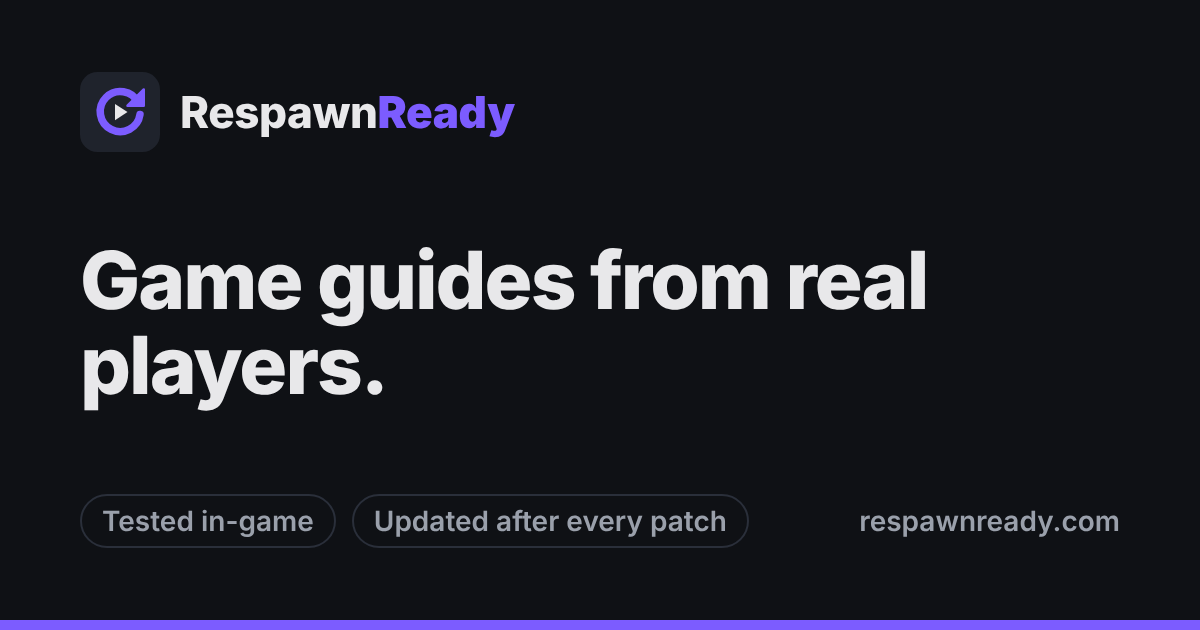 RespawnReady
Game guides from real
players.
Tested in-game
Updated after every patch
respawnready.com